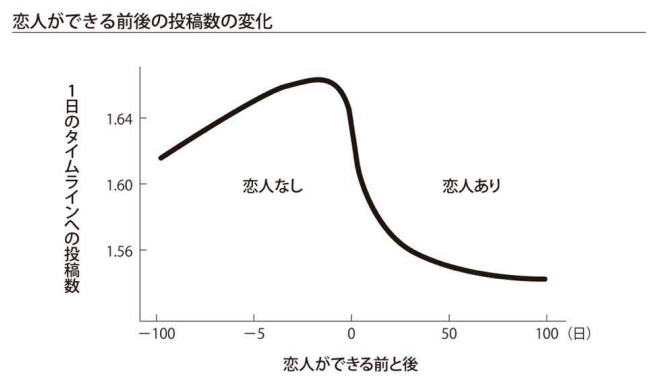 恋人ができる前後の投稿数の変化
1日のタイムラインへの投稿数
1.64
1.60
1.56
恋人なし
恋人あり
－100
－5
0
50
100（日）
恋人ができる前と後